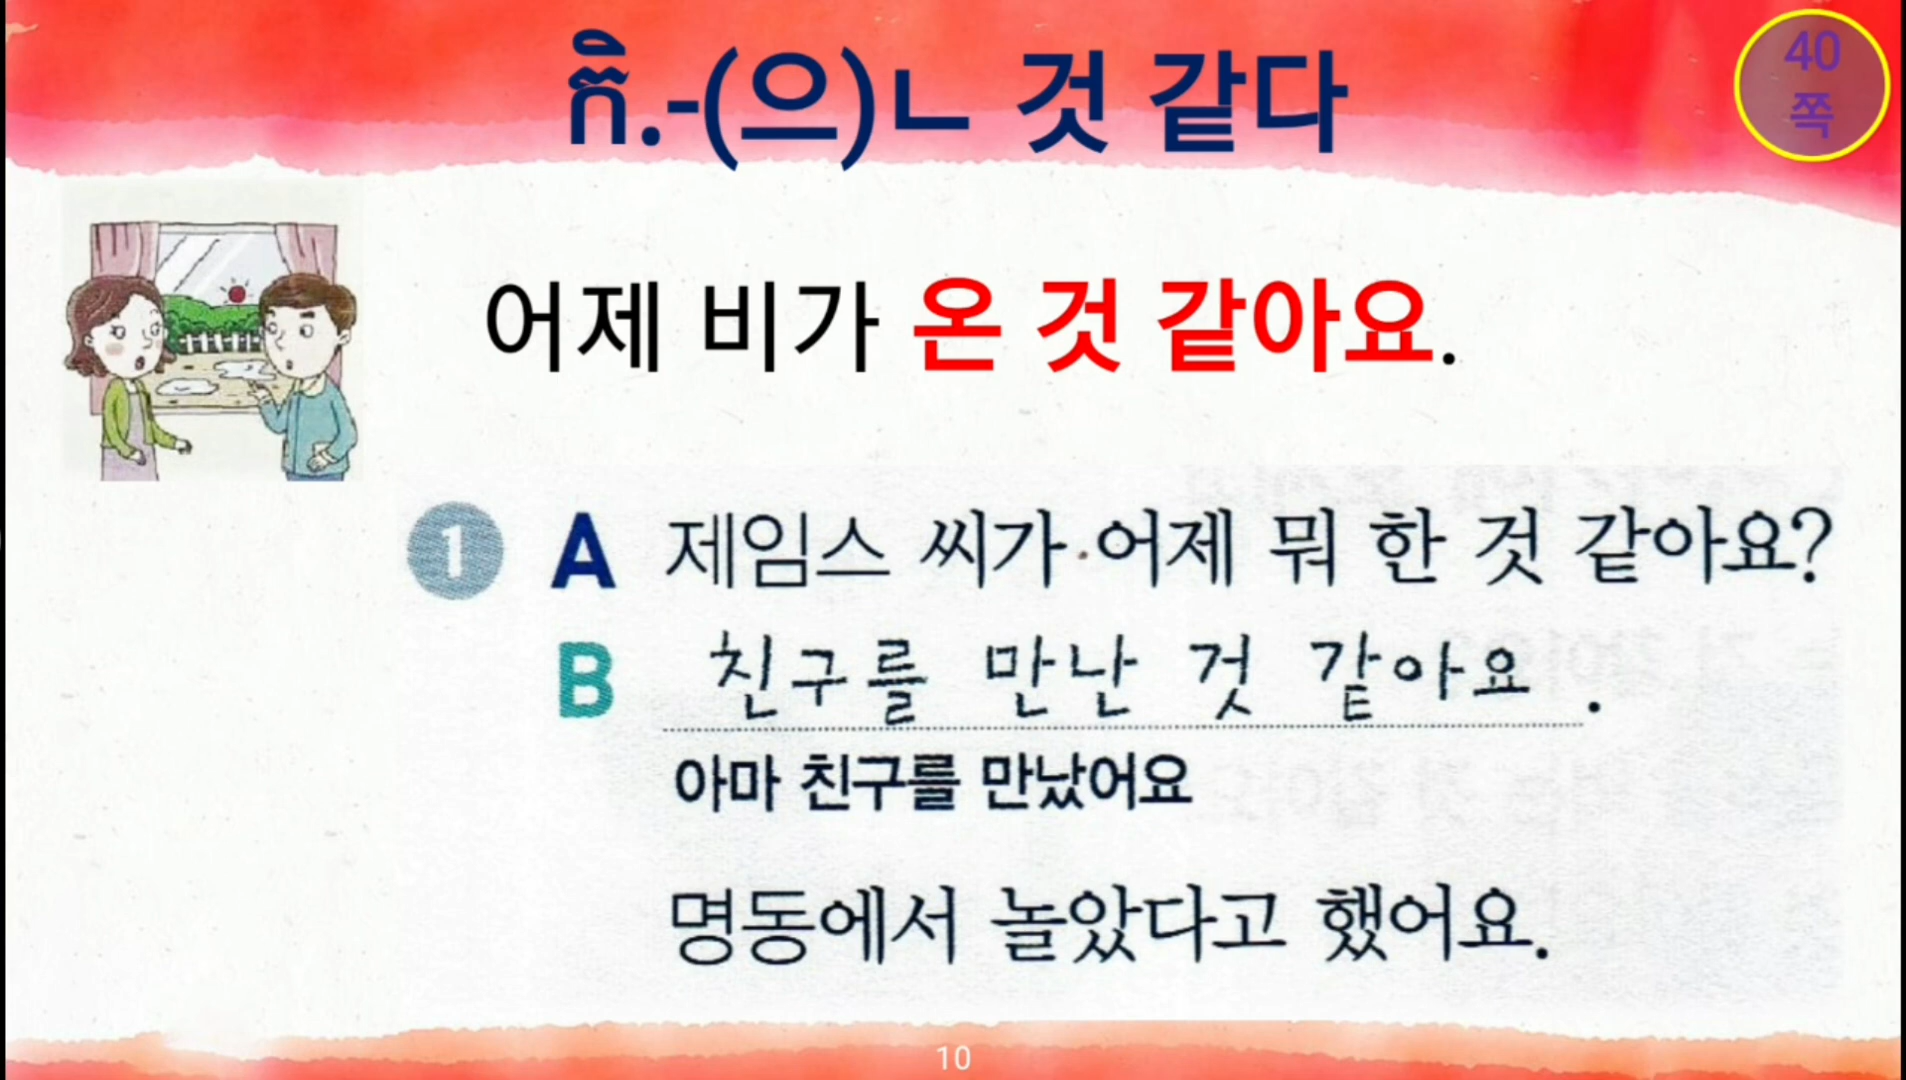 កិ.-(으)ㄴ 것 같다
40
쪽
어제 비가 온 것 같아요.
1 A 제임스 씨가 어제 뭐 한 것 같아요?
B 친구를 만난 것 같아요.
아마 친구를 만났어요
명동에서 놀았다고 했어요.
10